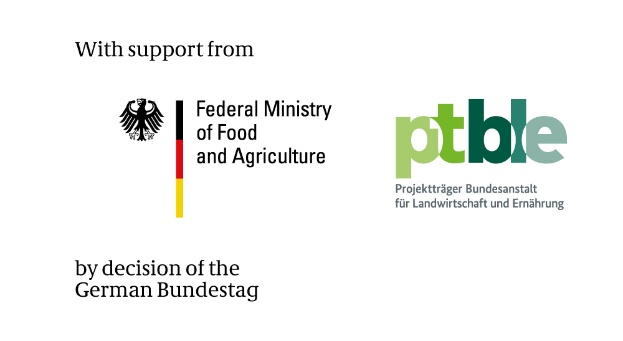 With support from
Federal Ministry
of Food
and Agriculture
ptble
Projektträger Bundesanstalt
für Landwirtschaft und Ernährung
by decision of the
German Bundestag